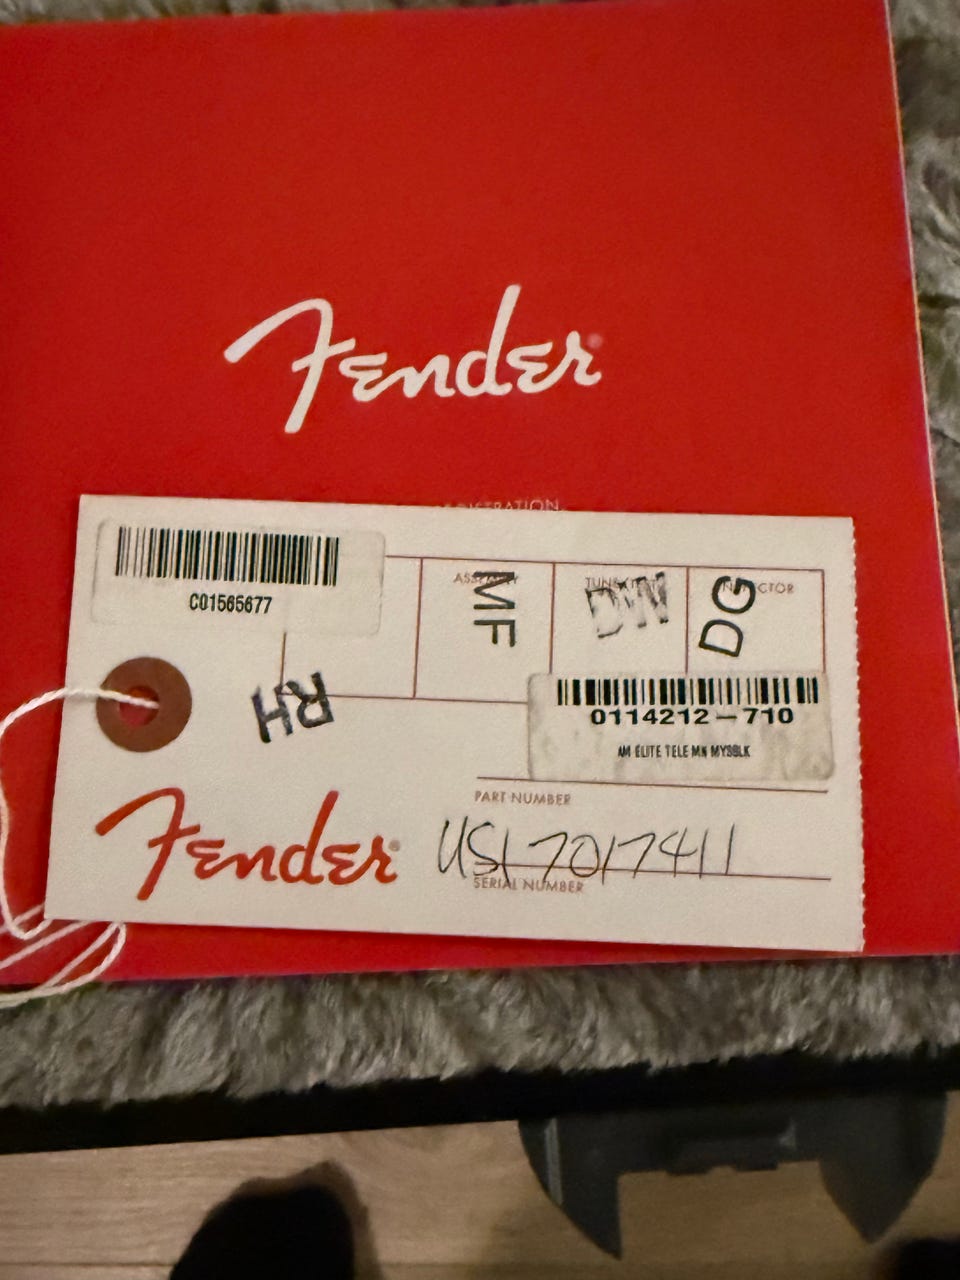 Fender®
C01565677
MF
DW
DG
RH
0114212-710
AM ELITE TELE MN MYSBLK
PART NUMBER
Fender®
US17017411
SERIAL NUMBER